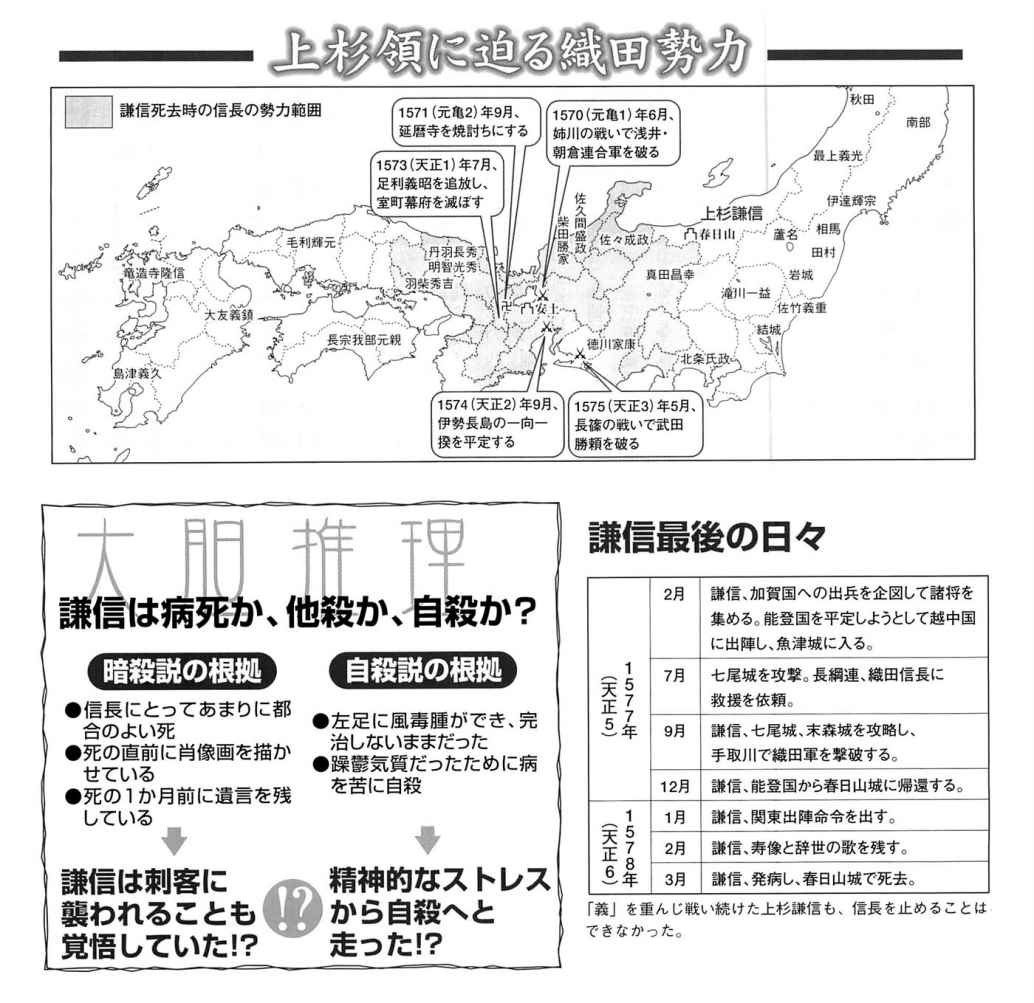 上杉領に迫る織田勢力
謙信死去時の信長の勢力範囲
1571(元亀2)年9月、
延暦寺を焼討ちにする
1570(元亀1)年6月、
姉川の戦いで浅井・
朝倉連合軍を破る
1573(天正1)年7月、
足利義昭を追放し、
室町幕府を滅ぼす
秋田
南部
最上義光
伊達輝宗
上杉謙信
春日山
蘆名
相馬
田村
佐久間盛政
柴田勝家
佐々成政
毛利輝元
丹羽長秀
明智光秀
羽柴秀吉
真田昌幸
滝川一益
岩城
佐竹義重
竜造寺隆信
大友義鎮
安土
結城
長宗我部元親
徳川家康
北条氏政
島津義久
1574(天正2)年9月、
伊勢長島の一向一
揆を平定する
1575(天正3)年5月、
長篠の戦いで武田
勝頼を破る
大胆推理
謙信は病死か、他殺か、自殺か?
暗殺説の根拠
●信長にとってあまりに都
合のよい死
●死の直前に肖像画を描か
せている
●死の1か月前に遺言を残
している
謙信は刺客に
襲われることも
覚悟していた!?
自殺説の根拠
●左足に風毒腫ができ、完
治しないままだった
●躁鬱気質だったために病
を苦に自殺
精神的なストレス
から自殺へと
走った!?
!?
謙信最後の日々
1577年
(天正5)
2月
謙信、加賀国への出兵を企図して諸将を
集める。能登国を平定しようとして越中国
に出陣し、魚津城に入る。
7月
七尾城を攻撃。長綱連、織田信長に
救援を依頼。
9月
謙信、七尾城、末森城を攻略し、
手取川で織田軍を撃破する。
12月
謙信、能登国から春日山城に帰還する。
1578年
(天正6)
1月
謙信、関東出陣命令を出す。
2月
謙信、寿像と辞世の歌を残す。
3月
謙信、発病し、春日山城で死去。
「義」を重んじ戦い続けた上杉謙信も、信長を止めることは
できなかった。